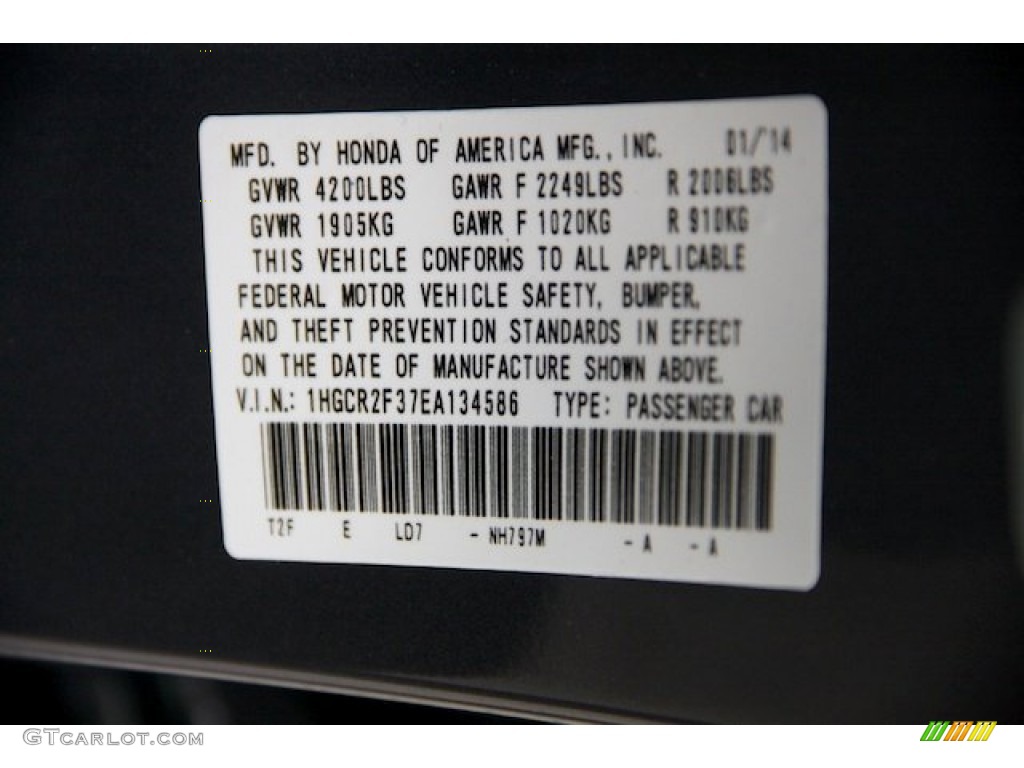 MFD. BY HONDA OF AMERICA MFG., INC. 01/'14
GVWR 4200LBS GAWR F 2249LBS R 2006LBS
GVWR 1905KG GAWR F 1020KG R 910KG
THIS VEHICLE CONFORMS TO ALL APPLICABLE
FEDERAL MOTOR VEHICLE SAFETY, BUMPER,
AND THEFT PREVENTION STANDARDS IN EFFECT
ON THE DATE OF MANUFACTURE SHOWN ABOVE.
V.I.N.: 1HGCR2F37EA134586 TYPE: PASSENGER CAR
T2F E LD7 - NH797M - A - A
GTCARLOT.COM